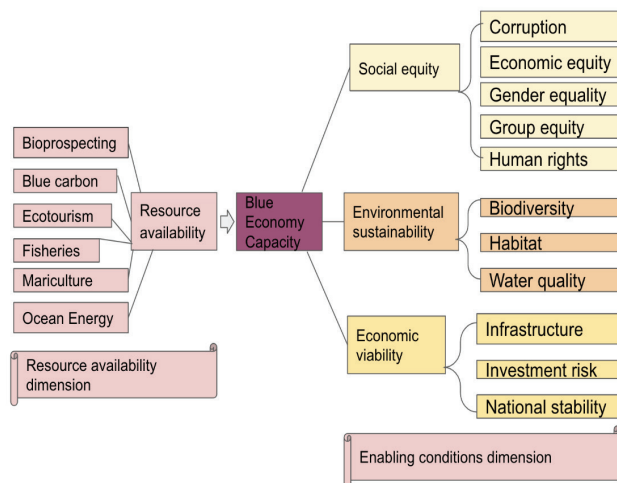 Bioprospecting
Blue carbon
Ecotourism
Fisheries
Mariculture
Ocean Energy
Resource
availability
Resource availability
dimension
Blue
Economy
Capacity
Social equity
Corruption
Economic equity
Gender equality
Group equity
Human rights
Environmental
sustainability
Biodiversity
Habitat
Water quality
Economic
viability
Infrastructure
Investment risk
National stability
Enabling conditions dimension